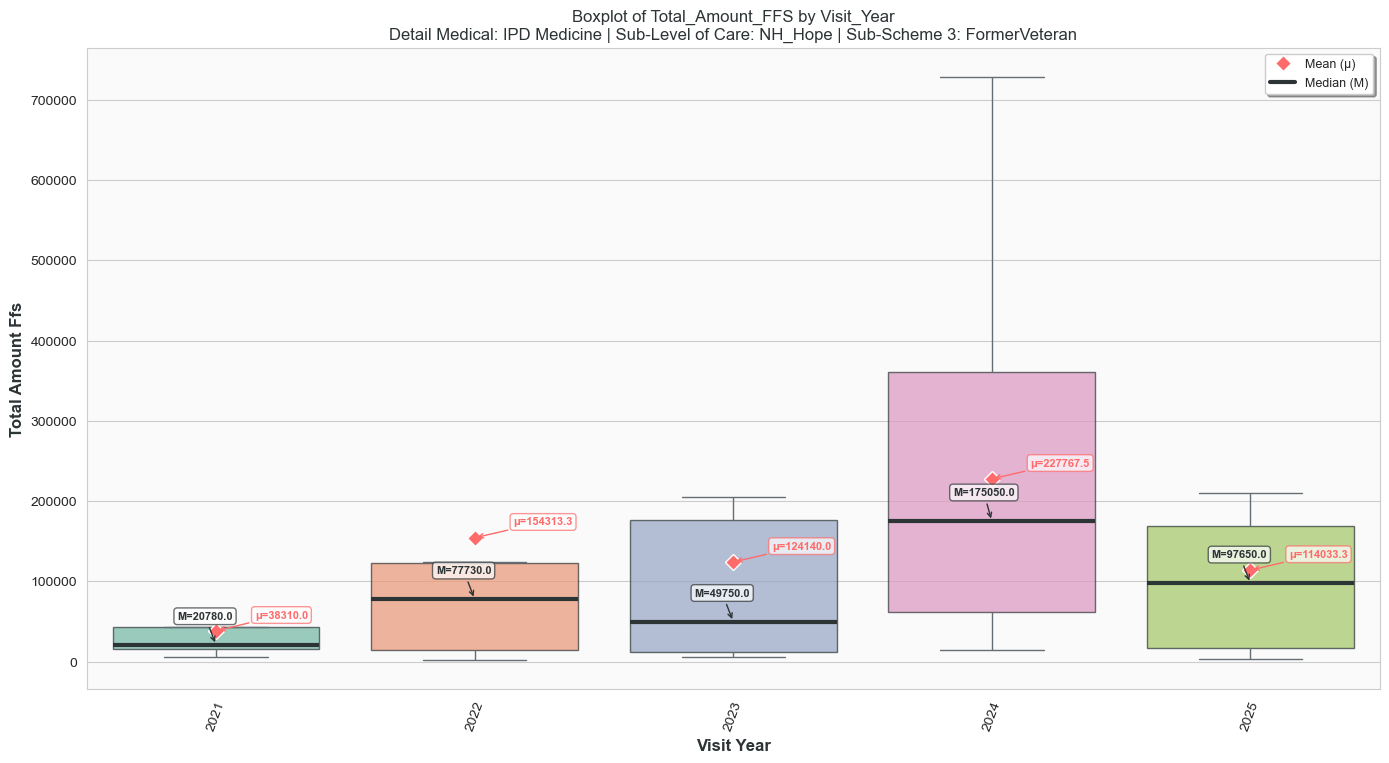 Boxplot of Total_Amount_FFS by Visit_Year
Detail Medical: IPD Medicine | Sub-Level of Care: NH_Hope | Sub-Scheme 3: FormerVeteran
Mean (μ)
Median (M)
Total Amount Ffs
700000
600000
500000
400000
300000
200000
100000
0
M=20780.0
μ=38310.0
M=77730.0
μ=154313.3
M=49750.0
μ=124140.0
M=175050.0
μ=227767.5
M=97650.0
μ=114033.3
2021
2022
2023
2024
2025
Visit Year